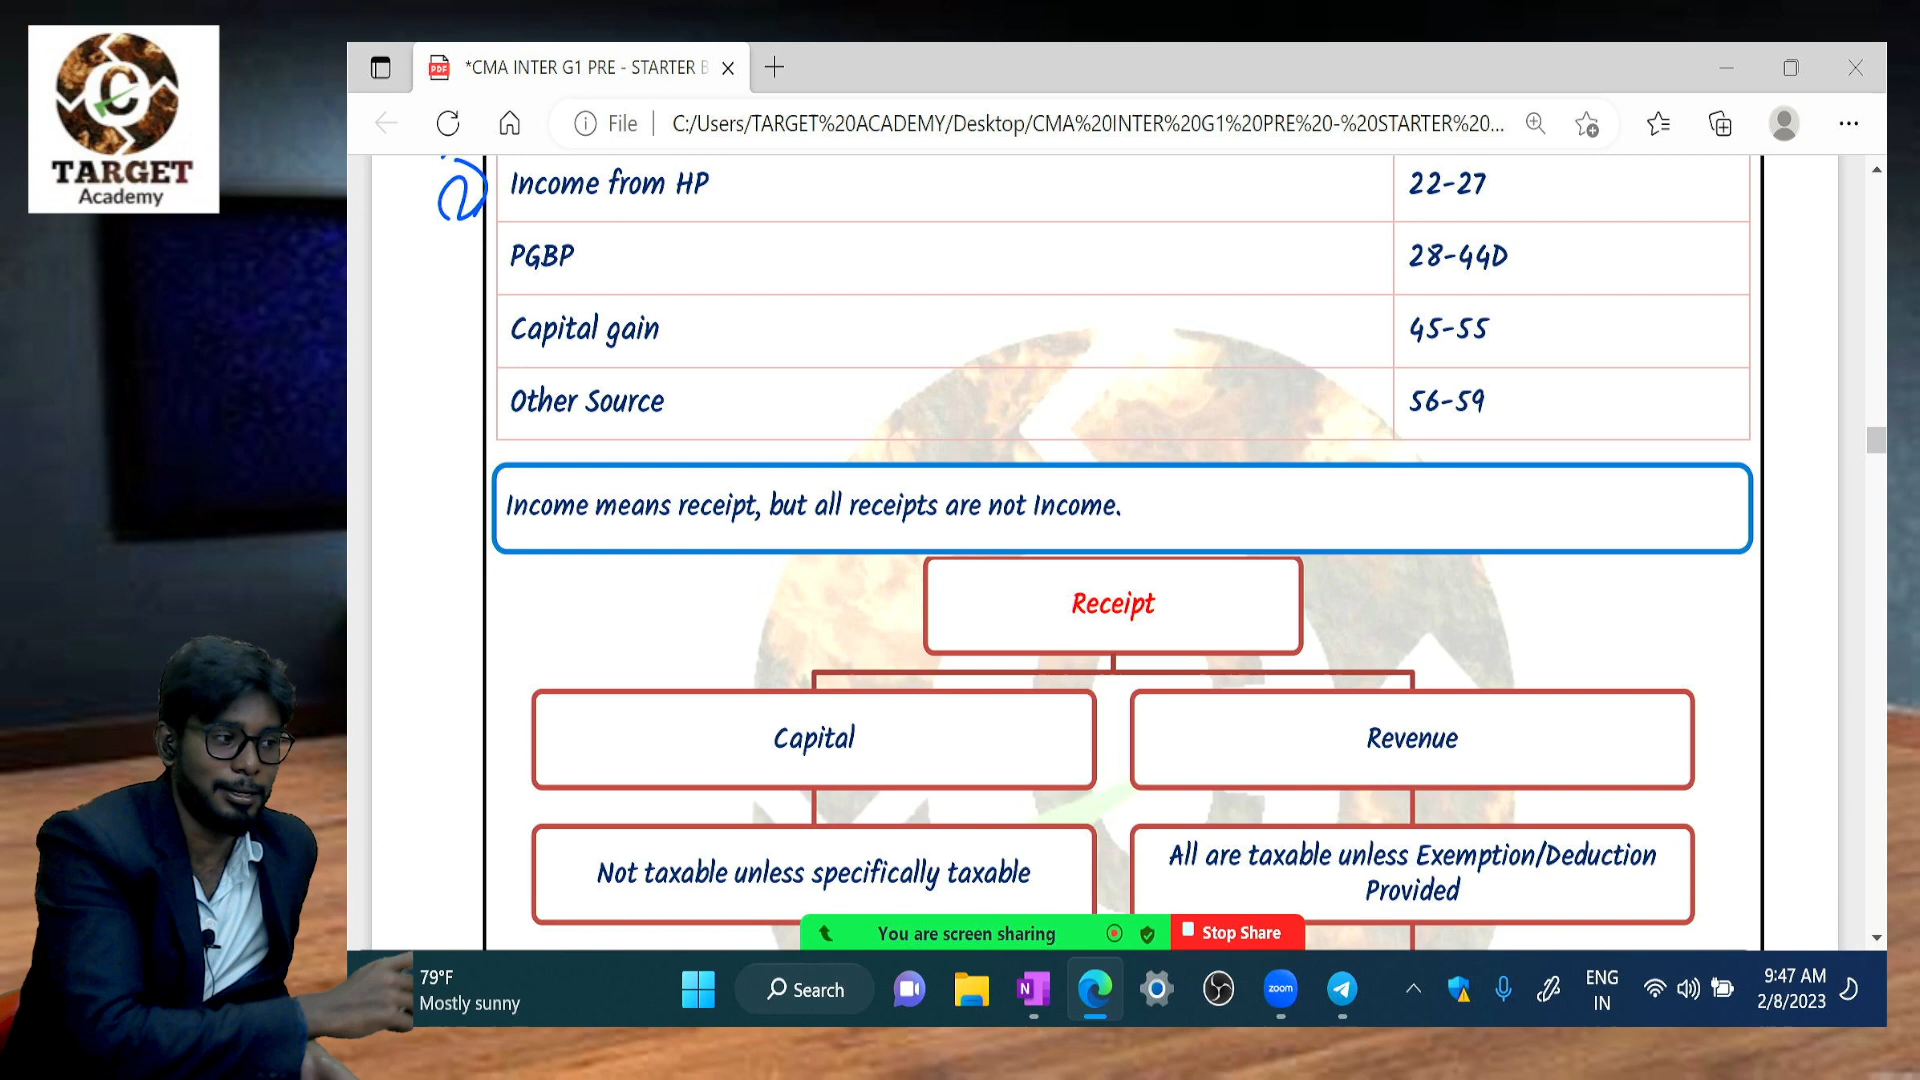 TARGET
Academy
*CMA INTER G1 PRE - STARTER B
File
C:/Users/TARGET%20ACADEMY/Desktop/CMA%20INTER%20G1%20PRE%20-%20STARTER%20...
Income from HP
22-27
PGBP
28-44D
Capital gain
45-55
Other Source
56-59
Income means receipt, but all receipts are not Income.
Receipt
Capital
Revenue
Not taxable unless specifically taxable
All are taxable unless Exemption/Deduction
Provided
You are screen sharing
Stop Share
79°F
Mostly sunny
Search
zoom
ENG
IN
9:47 AM
2/8/2023